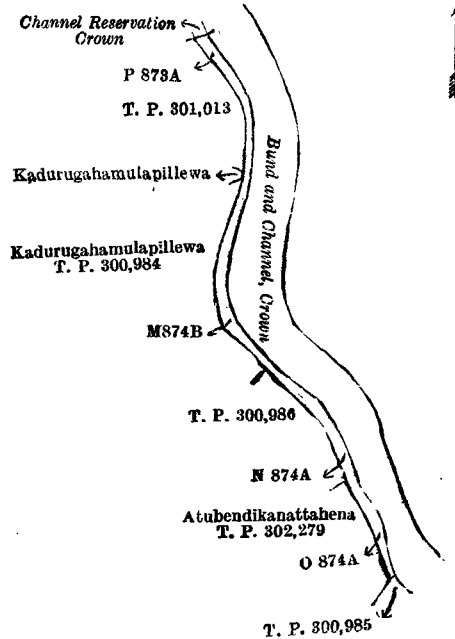 Channel Reservation
Crown
P 873A
T. P. 301,013
Kadurugahamulapillewa
Kadurugahamulapillewa
T. P. 300,984
Bund and Channel, Crown
M874B
T. P. 300,986
N 874A
Atubendikanattahena
T. P. 302,279
O 874A
T. P. 300,985